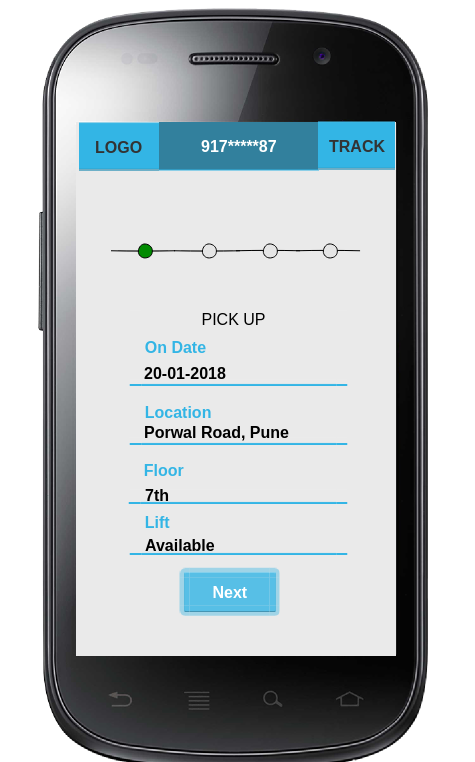 LOGO 917*****87 TRACK
PICK UP
On Date
20-01-2018
Location
Porwal Road, Pune
Floor
7th
Lift
Available
Next